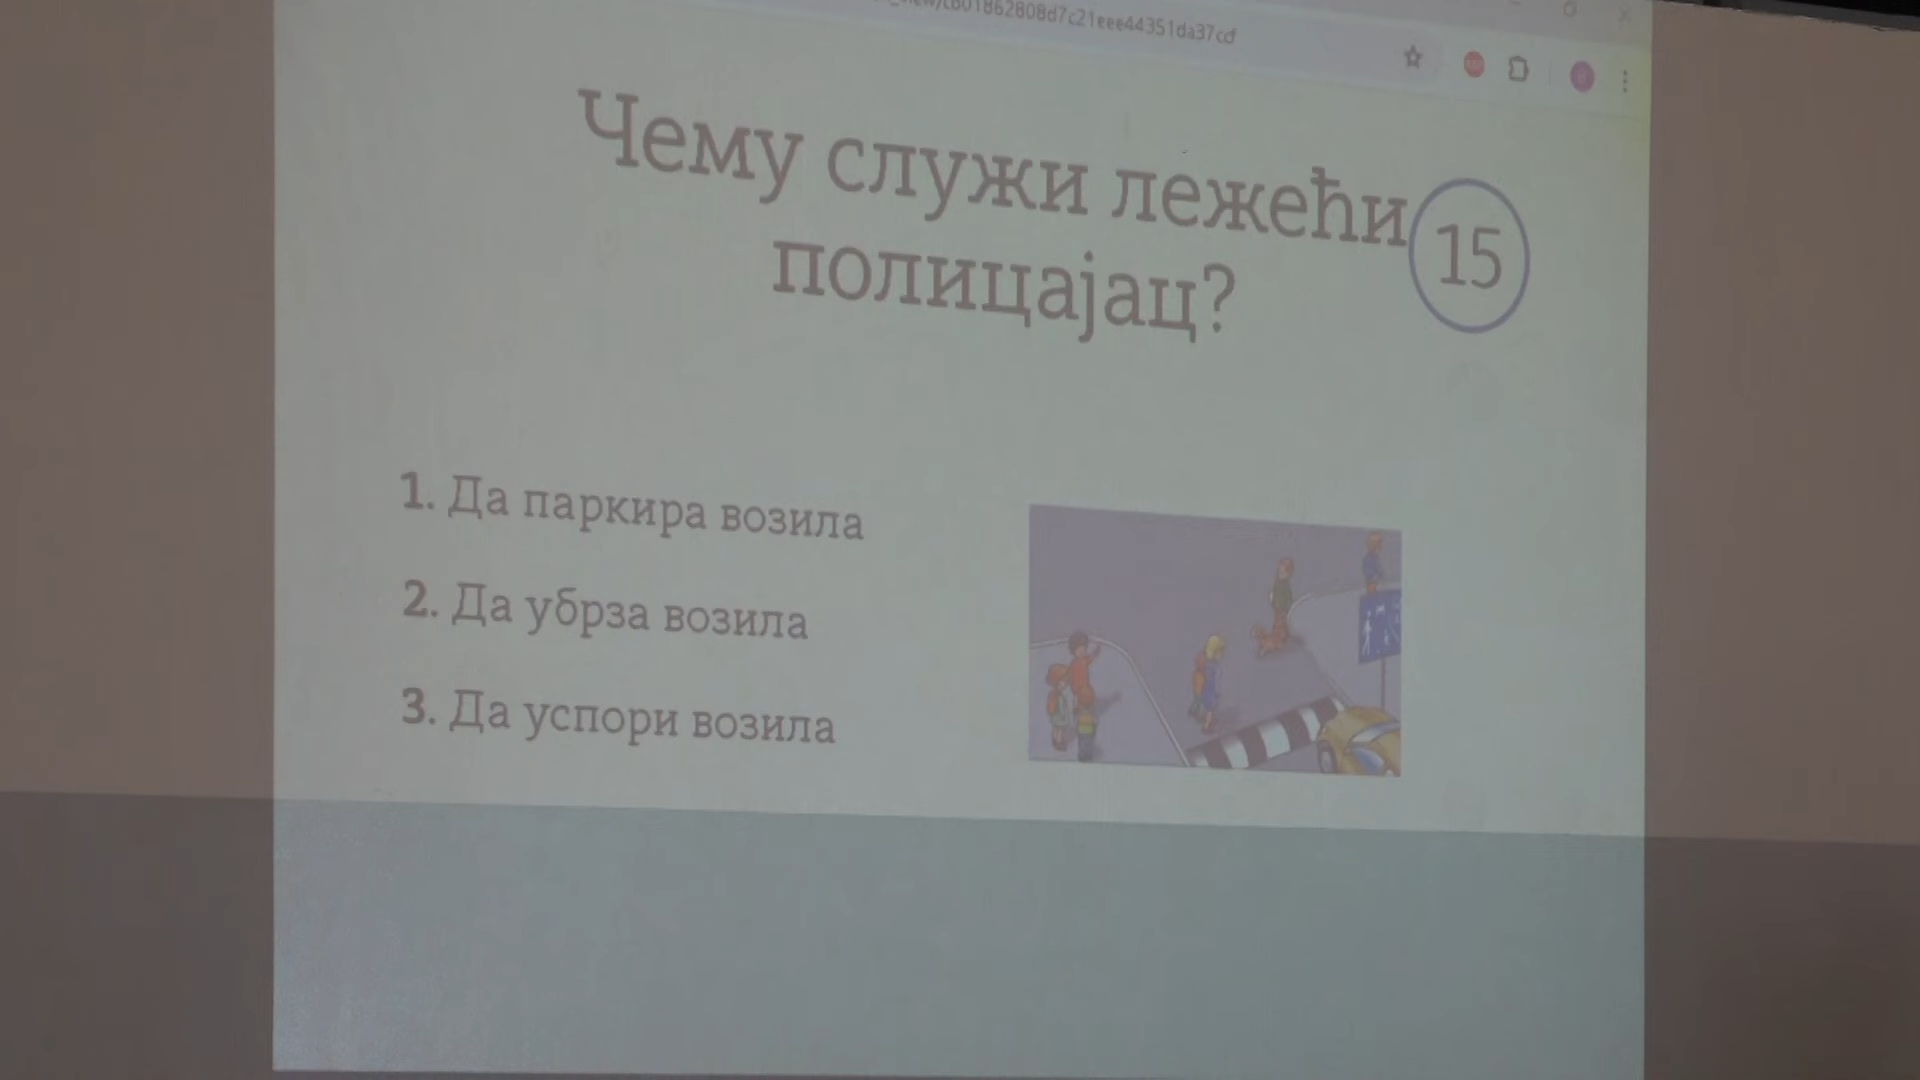 Чему служи лежећи
полицајац?
15
1. Да паркира возила
2. Да убрза возила
3. Да успори возила